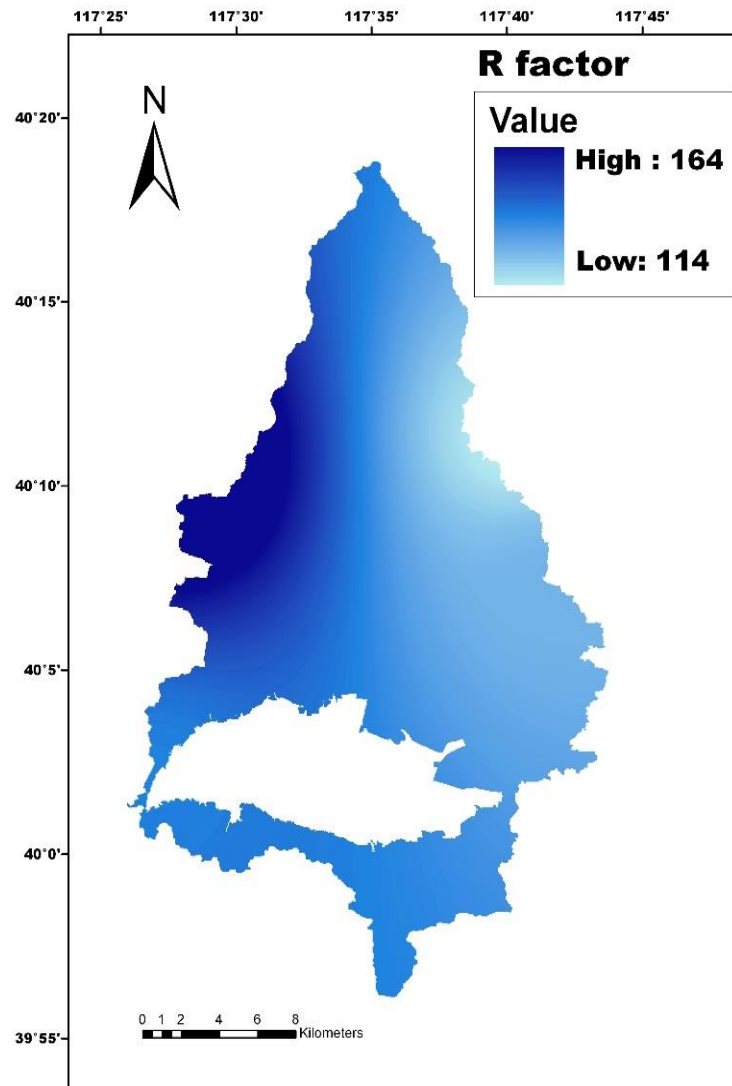 117°25' 117°30' 117°35' 117°40' 117°45'
R factor
N
Value
High : 164
Low: 114
40°20'
40°15'
40°10'
40°5'
40°0'
39°55'
0 1 2 4 6 8
Kilometers